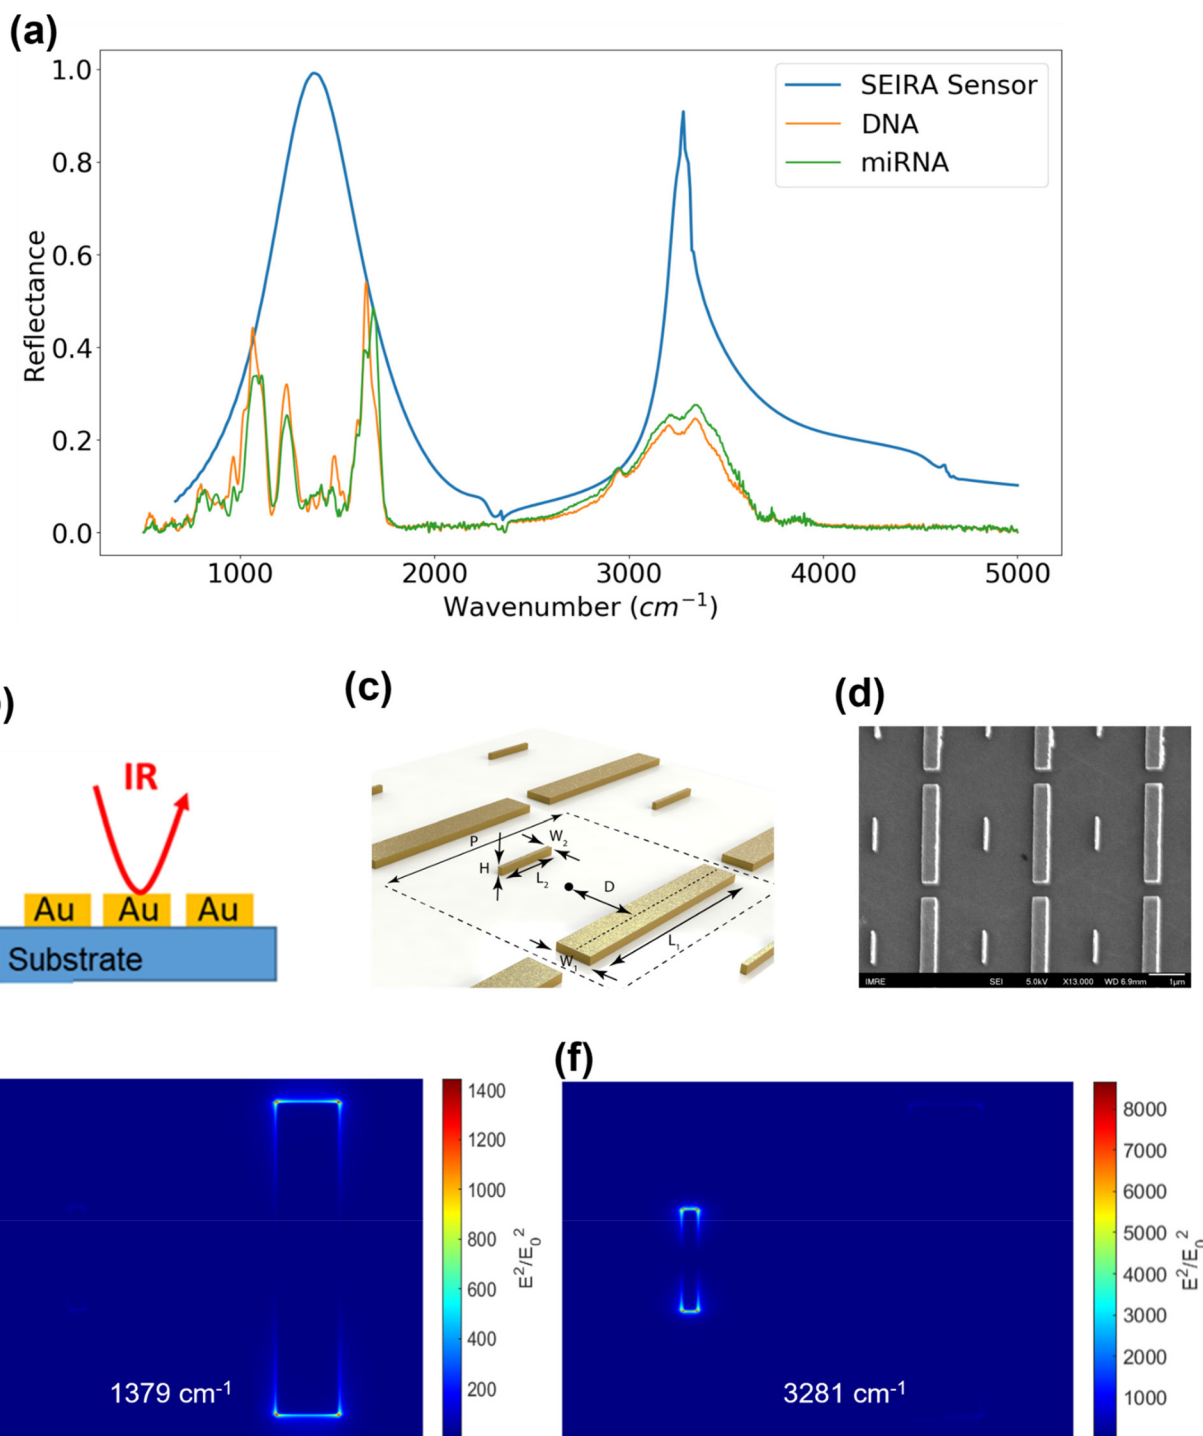 (a)
1.0
0.8
0.6
0.4
0.2
0.0
Reflectance
SEIRA Sensor
DNA
miRNA
1000 2000 3000 4000 5000
Wavenumber (cm⁻¹)
)
IR
Au Au Au
Substrate
(c)
P
W₂
H
L₂
D
L₁
W₁
(d)
IMRE SEI 5.0kV X13,000 WD 6.9mm 1μm
1400
1200
1000
800
600
400
200
E²/E₀²
1379 cm⁻¹
(f)
8000
7000
6000
5000
4000
3000
2000
1000
E²/E₀²
3281 cm⁻¹